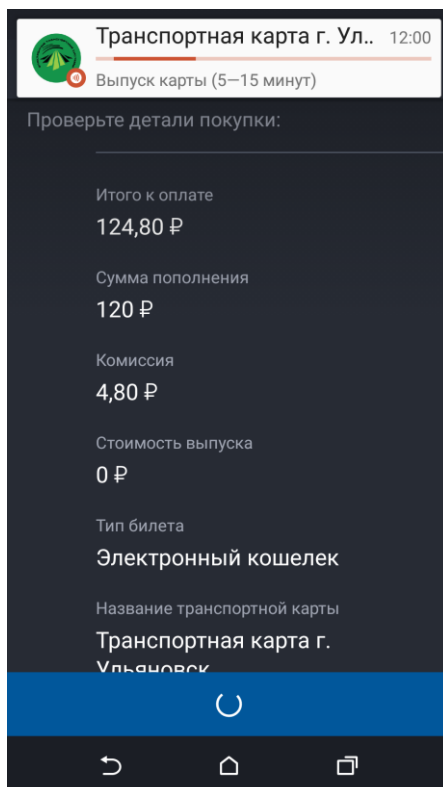 Транспортная карта г. Ул.. 12:00
Выпуск карты (5—15 минут)
Проверьте детали покупки:
Итого к оплате
124,80 ₽
Сумма пополнения
120 ₽
Комиссия
4,80 ₽
Стоимость выпуска
0 ₽
Тип билета
Электронный кошелек
Название транспортной карты
Транспортная карта г.
Ульяновск